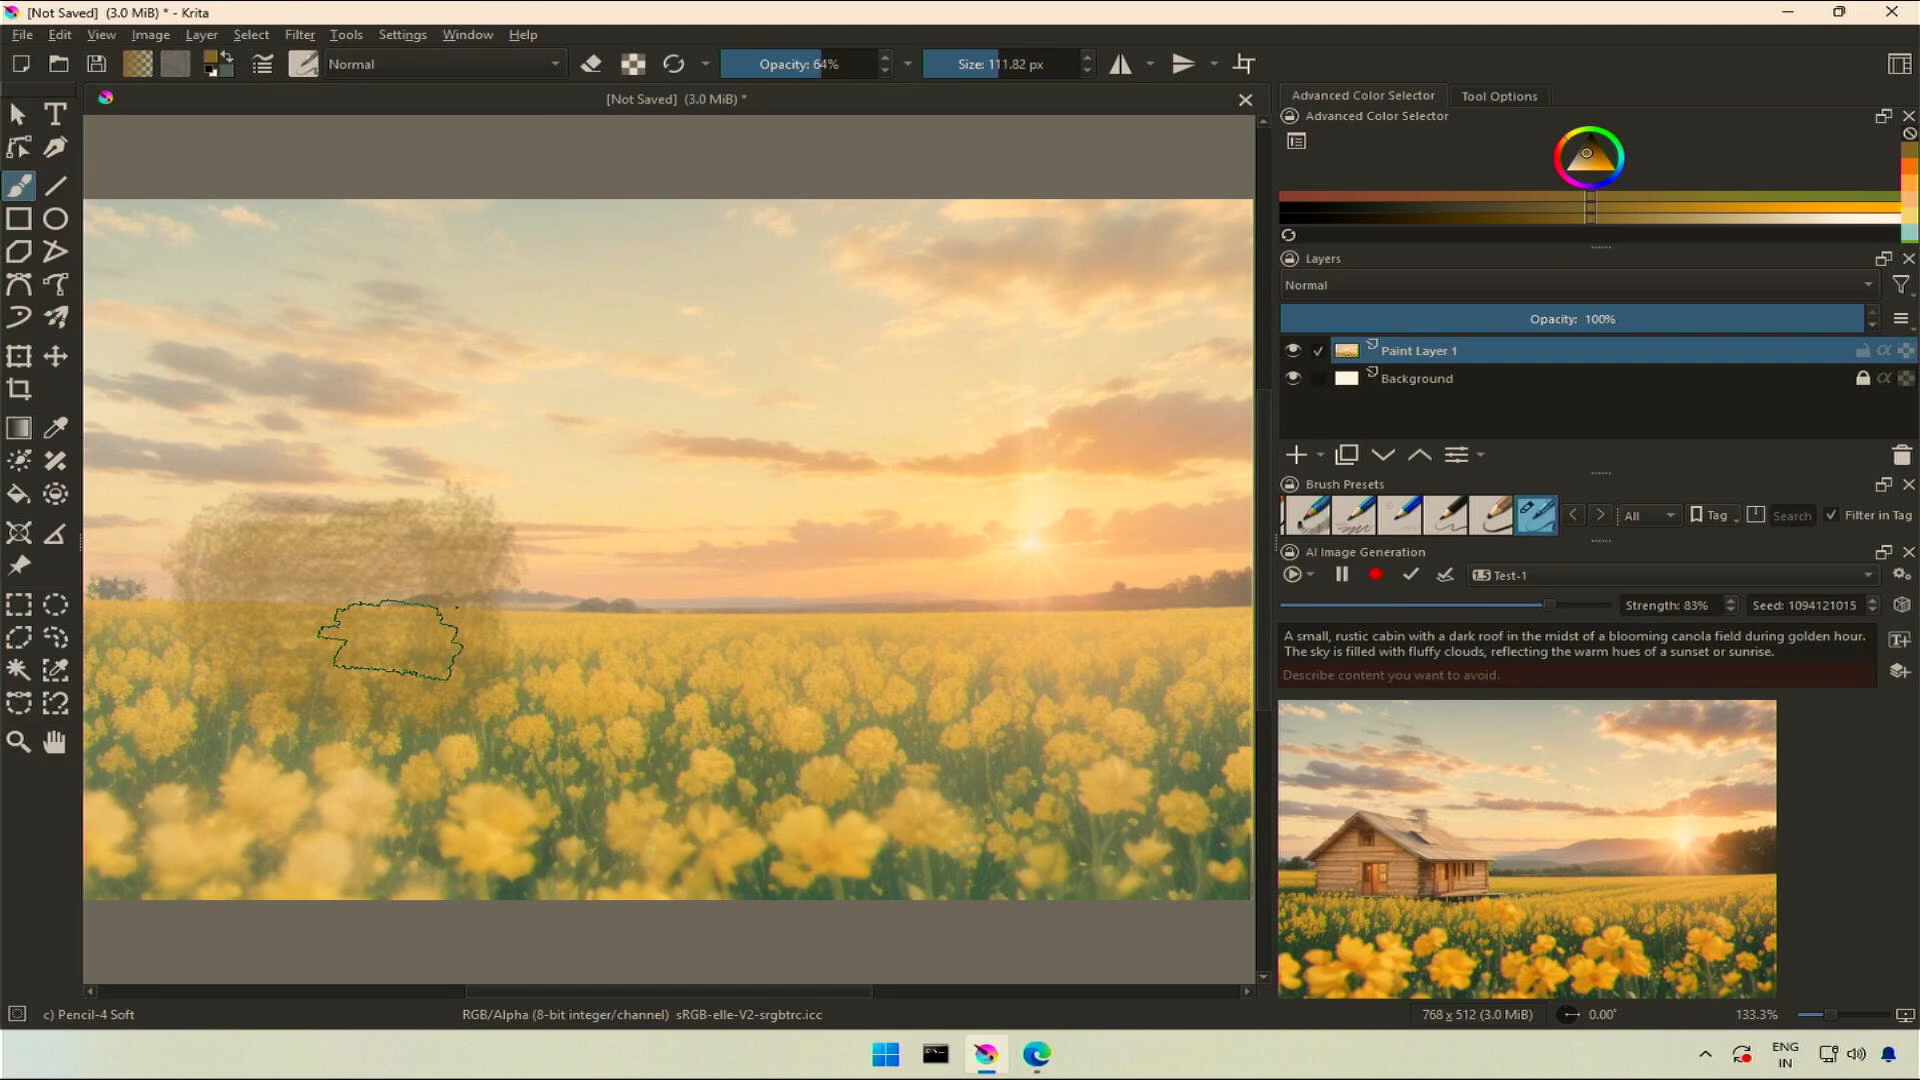 [Not Saved] (3.0 MiB) * - Krita
File Edit View Image Layer Select Filter Tools Settings Window Help
Normal
Opacity: 64%
Size: 111.82 px
[Not Saved] (3.0 MiB) *
Advanced Color Selector
Tool Options
Advanced Color Selector
Layers
Normal
Opacity: 100%
Paint Layer 1
Background
Brush Presets
All
Tag
Search
Filter in Tag
AI Image Generation
1.5 Test-1
Strength: 83%
Seed: 1094121015
A small, rustic cabin with a dark roof in the midst of a blooming canola field during golden hour.
The sky is filled with fluffy clouds, reflecting the warm hues of a sunset or sunrise.
Describe content you want to avoid.
c) Pencil-4 Soft
RGB/Alpha (8-bit integer/channel) sRGB-elle-V2-srgbtrc.icc
768 x 512 (3.0 MiB)
0.00°
133.3%
ENG
IN